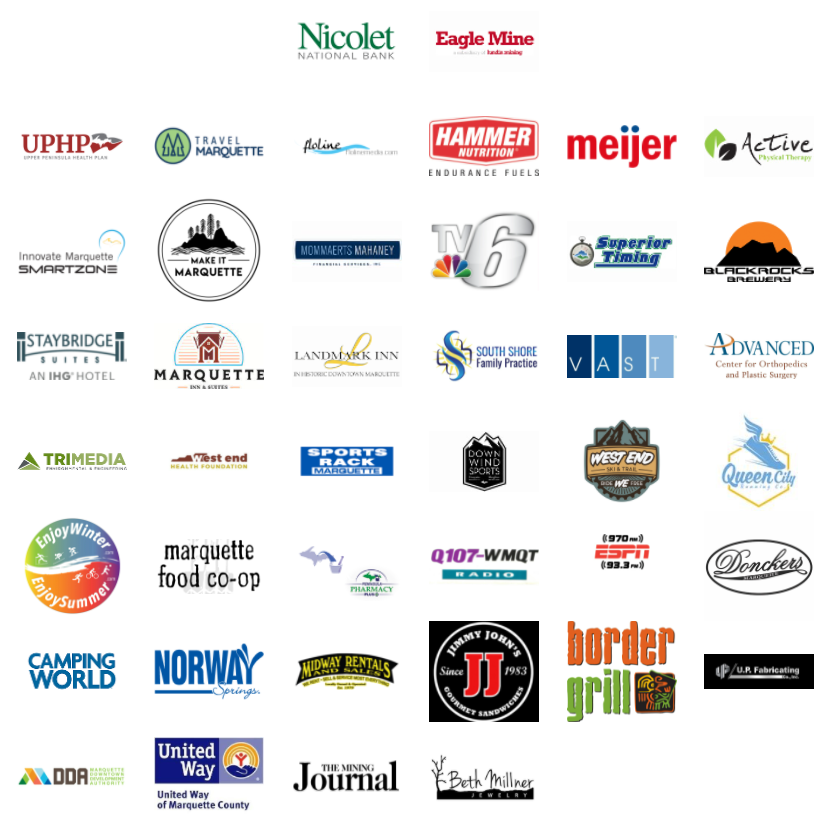 Nicolet
NATIONAL BANK
Eagle Mine
lundin mining
UPHP
UPPER PENINSULA HEALTH PLAN
TRAVEL
MARQUETTE
floline
flolinemedia.com
HAMMER
NUTRITION
ENDURANCE FUELS
meijer
Active
Physical Therapy
Innovate Marquette
SMARTZONE
MAKE IT
MARQUETTE
MOMMAERTS MAHANEY
FINANCIAL SERVICES, INC.
TV6
Superior
Timing
BLACKROCKS
BREWERY
STAYBRIDGE
SUITES
AN IHG® HOTEL
MARQUETTE
INN & SUITES
LANDMARK INN
IN HISTORIC DOWNTOWN MARQUETTE
SOUTH SHORE
Family Practice
VAST
ADVANCED
Center for Orthopedics
and Plastic Surgery
TRIMEDIA
ENVIRONMENTAL & ENGINEERING
West end
HEALTH FOUNDATION
SPORTS
RACK
MARQUETTE
DOWN
WIND
SPORTS
WEST END
SKI & TRAIL
RIDE WE FREE
Queen City
Running Co
EnjoyWinter.com
EnjoySummer.com
marquette
food co-op
PENINSULA
PHARMACY
Q107-WMQT
RADIO
970 AM
ESPN
93.3 FM
Donckers
MARQUETTE
CAMPING
WORLD
NORWAY
Springs.
MIDWAY RENTALS
AND SALES
JIMMY JOHN'S
Since JJ 1983
GOURMET SANDWICHES
border
grill
UF U.P. Fabricating
Co., Inc.
DDA MARQUETTE
DOWNTOWN
DEVELOPMENT
AUTHORITY
United
Way
United Way
of Marquette County
THE MINING
Journal
Beth Millner
JEWELRY